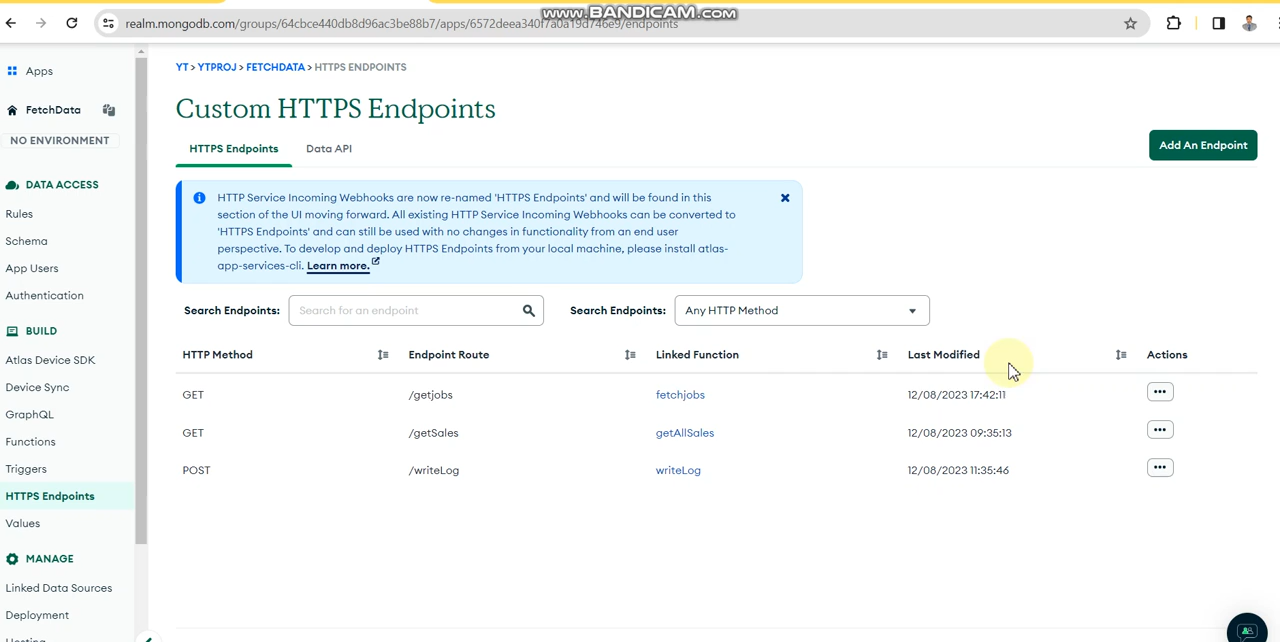 www.BANDICAM.com
realm.mongodb.com/groups/64cbce440db8d96ac3be88b7/apps/6572deea340f7a0a19d746e9/endpoints
Apps
FetchData
NO ENVIRONMENT
DATA ACCESS
Rules
Schema
App Users
Authentication
BUILD
Atlas Device SDK
Device Sync
GraphQL
Functions
Triggers
HTTPS Endpoints
Values
MANAGE
Linked Data Sources
Deployment
Hosting
YT > YTPROJ > FETCHDATA > HTTPS ENDPOINTS
Custom HTTPS Endpoints
HTTPS Endpoints Data API
Add An Endpoint
HTTP Service Incoming Webhooks are now re-named 'HTTPS Endpoints' and will be found in this
section of the UI moving forward. All existing HTTP Service Incoming Webhooks can be converted to
'HTTPS Endpoints' and can still be used with no changes in functionality from an end user
perspective. To develop and deploy HTTPS Endpoints from your local machine, please install atlas-
app-services-cli. Learn more.
Search Endpoints: Search for an endpoint Search Endpoints: Any HTTP Method
HTTP Method Endpoint Route Linked Function Last Modified Actions
GET /getjobs fetchjobs 12/08/2023 17:42:11
GET /getSales getAllSales 12/08/2023 09:35:13
POST /writeLog writeLog 12/08/2023 11:35:46